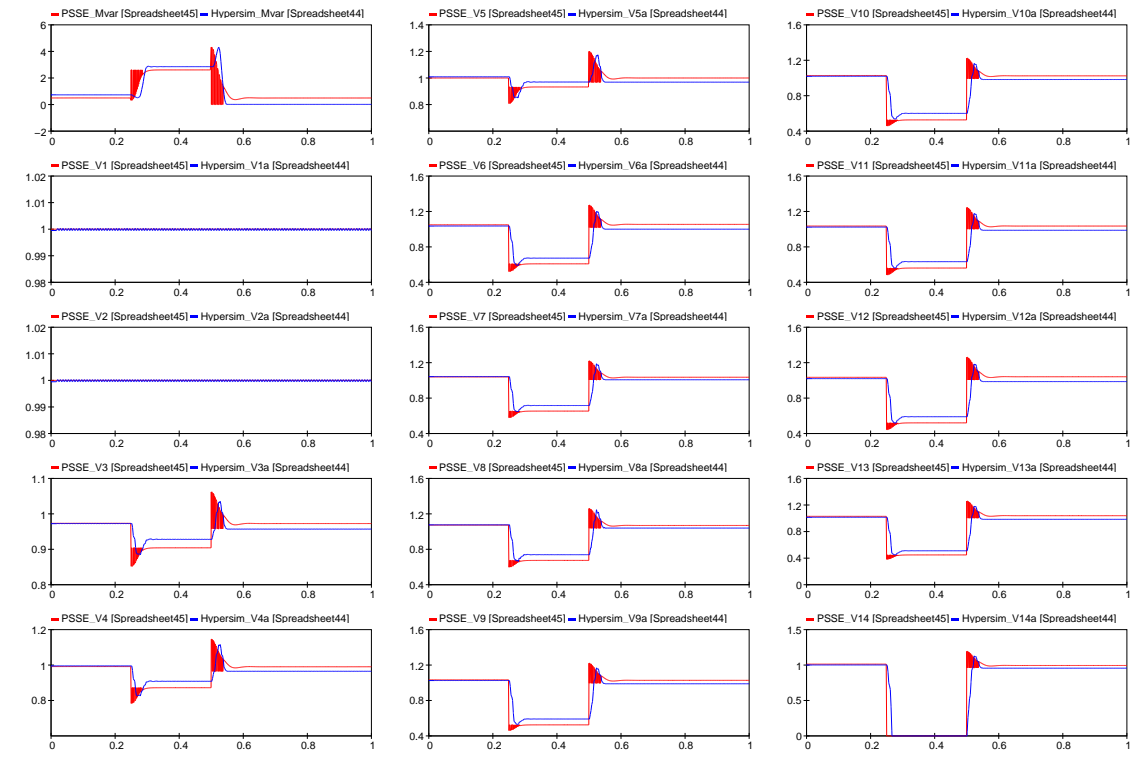 PSSE_Mvar [Spreadsheet45] Hypersim_Mvar [Spreadsheet44]
6
4
2
0
−2
0 0.2 0.4 0.6 0.8 1
PSSE_V5 [Spreadsheet45] Hypersim_V5a [Spreadsheet44]
1.4
1.2
1
0.8
0.6
0 0.2 0.4 0.6 0.8 1
PSSE_V10 [Spreadsheet45] Hypersim_V10a [Spreadsheet44]
1.6
1.2
0.8
0.4
0 0.2 0.4 0.6 0.8 1
PSSE_V1 [Spreadsheet45] Hypersim_V1a [Spreadsheet44]
1.02
1.01
1
0.99
0.98
0 0.2 0.4 0.6 0.8 1
PSSE_V6 [Spreadsheet45] Hypersim_V6a [Spreadsheet44]
1.6
1.2
0.8
0.4
0 0.2 0.4 0.6 0.8 1
PSSE_V11 [Spreadsheet45] Hypersim_V11a [Spreadsheet44]
1.6
1.2
0.8
0.4
0 0.2 0.4 0.6 0.8 1
PSSE_V2 [Spreadsheet45] Hypersim_V2a [Spreadsheet44]
1.02
1.01
1
0.99
0.98
0 0.2 0.4 0.6 0.8 1
PSSE_V7 [Spreadsheet45] Hypersim_V7a [Spreadsheet44]
1.6
1.2
0.8
0.4
0 0.2 0.4 0.6 0.8 1
PSSE_V12 [Spreadsheet45] Hypersim_V12a [Spreadsheet44]
1.6
1.2
0.8
0.4
0 0.2 0.4 0.6 0.8 1
PSSE_V3 [Spreadsheet45] Hypersim_V3a [Spreadsheet44]
1.1
1
0.9
0.8
0 0.2 0.4 0.6 0.8 1
PSSE_V8 [Spreadsheet45] Hypersim_V8a [Spreadsheet44]
1.6
1.2
0.8
0.4
0 0.2 0.4 0.6 0.8 1
PSSE_V13 [Spreadsheet45] Hypersim_V13a [Spreadsheet44]
1.6
1.2
0.8
0.4
0
0 0.2 0.4 0.6 0.8 1
PSSE_V4 [Spreadsheet45] Hypersim_V4a [Spreadsheet44]
1.2
1
0.8
0 0.2 0.4 0.6 0.8 1
PSSE_V9 [Spreadsheet45] Hypersim_V9a [Spreadsheet44]
1.6
1.2
0.8
0.4
0 0.2 0.4 0.6 0.8 1
PSSE_V14 [Spreadsheet45] Hypersim_V14a [Spreadsheet44]
1.5
1
0.5
0
0 0.2 0.4 0.6 0.8 1